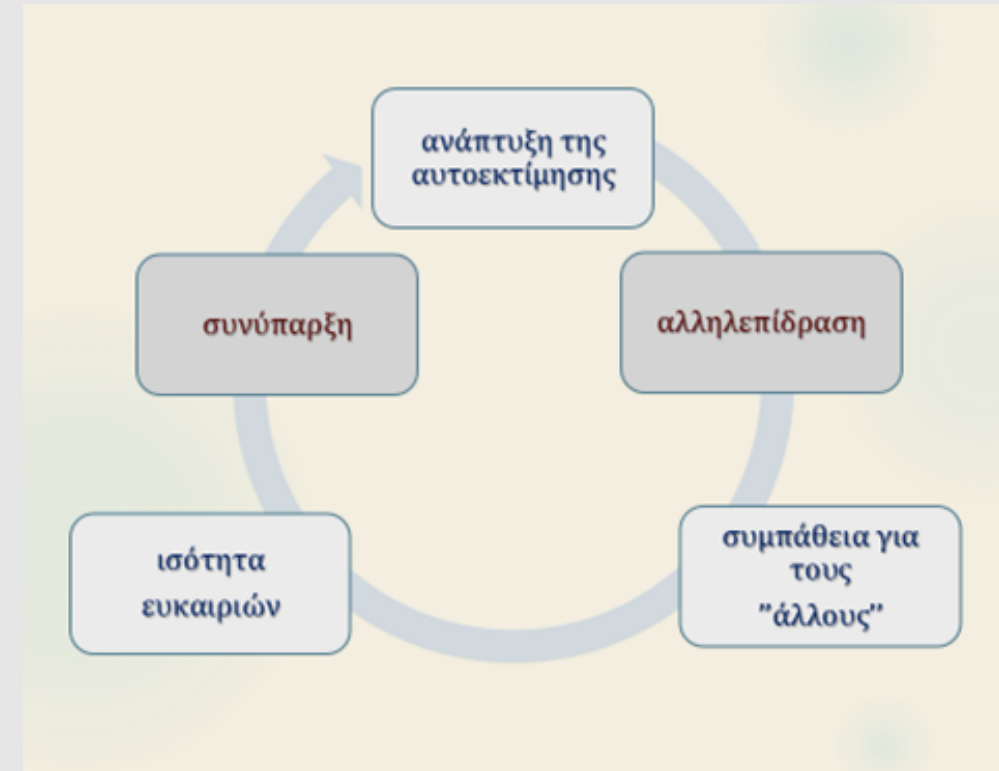 ανάπτυξη της
αυτοεκτίμησης
συνύπαρξη
αλληλεπίδραση
ισότητα
ευκαιριών
συμπάθεια για
τους
”άλλους’’